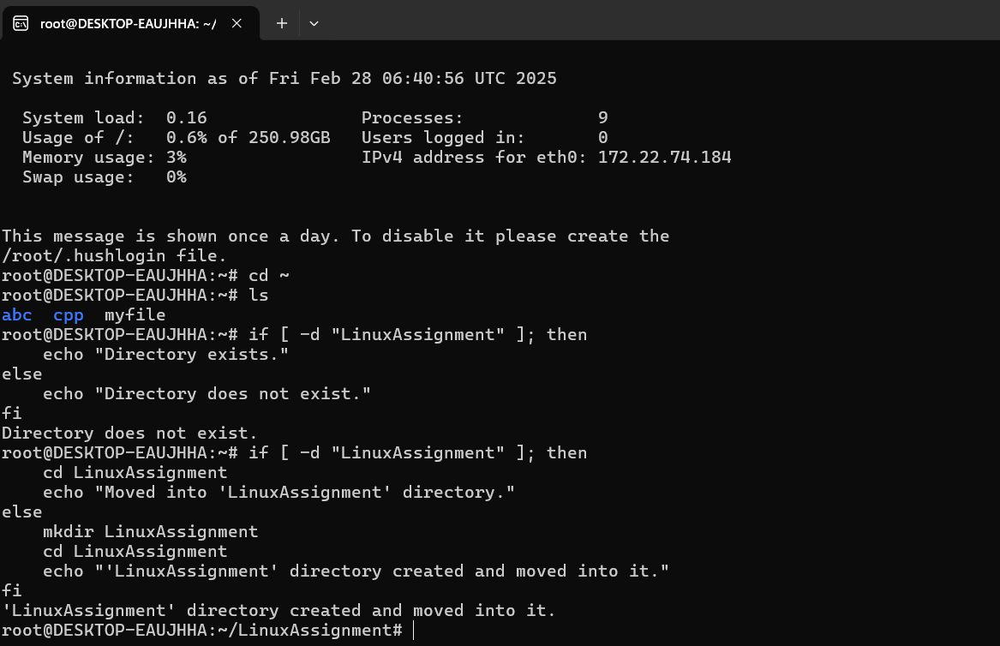 root@DESKTOP-EAUJHHA: ~/
System information as of Fri Feb 28 06:40:56 UTC 2025
System load:  0.16                Processes:             9
Usage of /:   0.6% of 250.98GB   Users logged in:       0
Memory usage: 3%                 IPv4 address for eth0: 172.22.74.184
Swap usage:   0%
This message is shown once a day. To disable it please create the
/root/.hushlogin file.
root@DESKTOP-EAUJHHA:~# cd ~
root@DESKTOP-EAUJHHA:~# ls
abc  cpp  myfile
root@DESKTOP-EAUJHHA:~# if [ -d "LinuxAssignment" ]; then
    echo "Directory exists."
else
    echo "Directory does not exist."
fi
Directory does not exist.
root@DESKTOP-EAUJHHA:~# if [ -d "LinuxAssignment" ]; then
    cd LinuxAssignment
    echo "Moved into 'LinuxAssignment' directory."
else
    mkdir LinuxAssignment
    cd LinuxAssignment
    echo "'LinuxAssignment' directory created and moved into it."
fi
'LinuxAssignment' directory created and moved into it.
root@DESKTOP-EAUJHHA:~/LinuxAssignment#